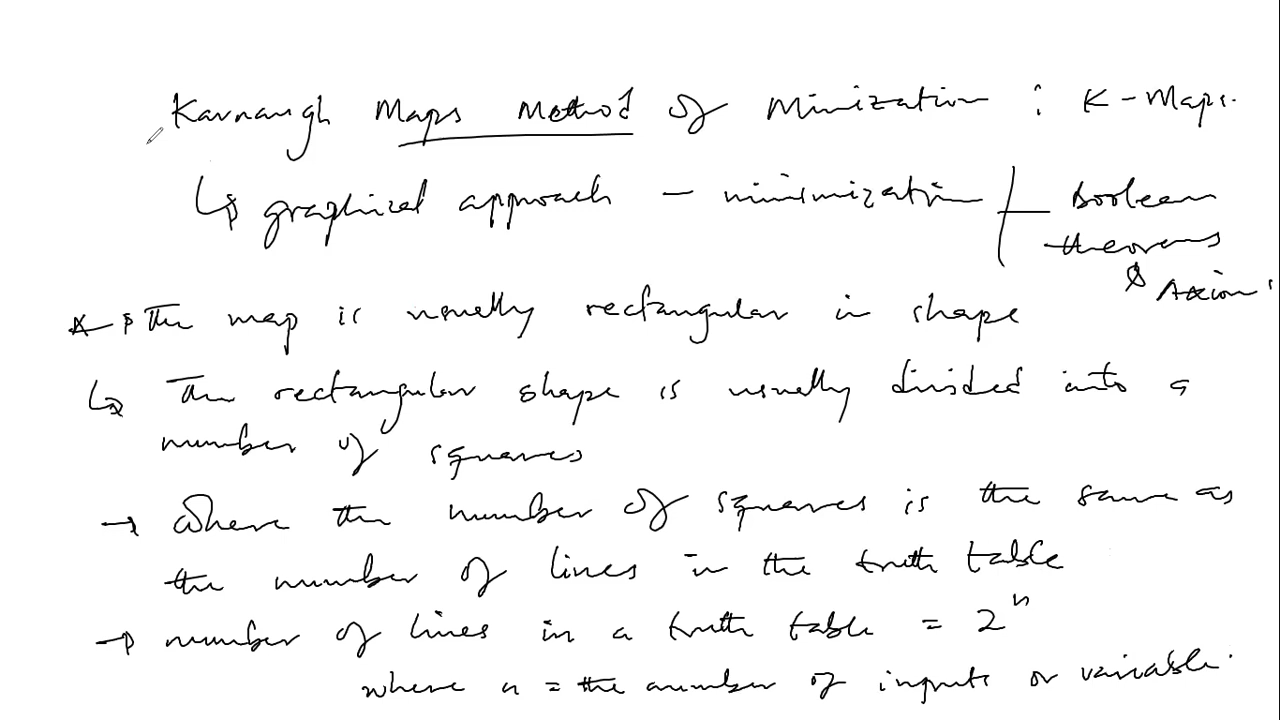 Karnaugh Maps Method of Minization : K-Maps.
↳ graphical approach - minimization | Boolean
theorems
& Axiom
* → The map is usually rectangular in shape
↳ The rectangular shape is usually divided into a
number of squares
→ where the number of squares is the same as
the number of lines in the truth table
→ number of lines in a truth table = 2ⁿ
where n = the number of inputs or variable.